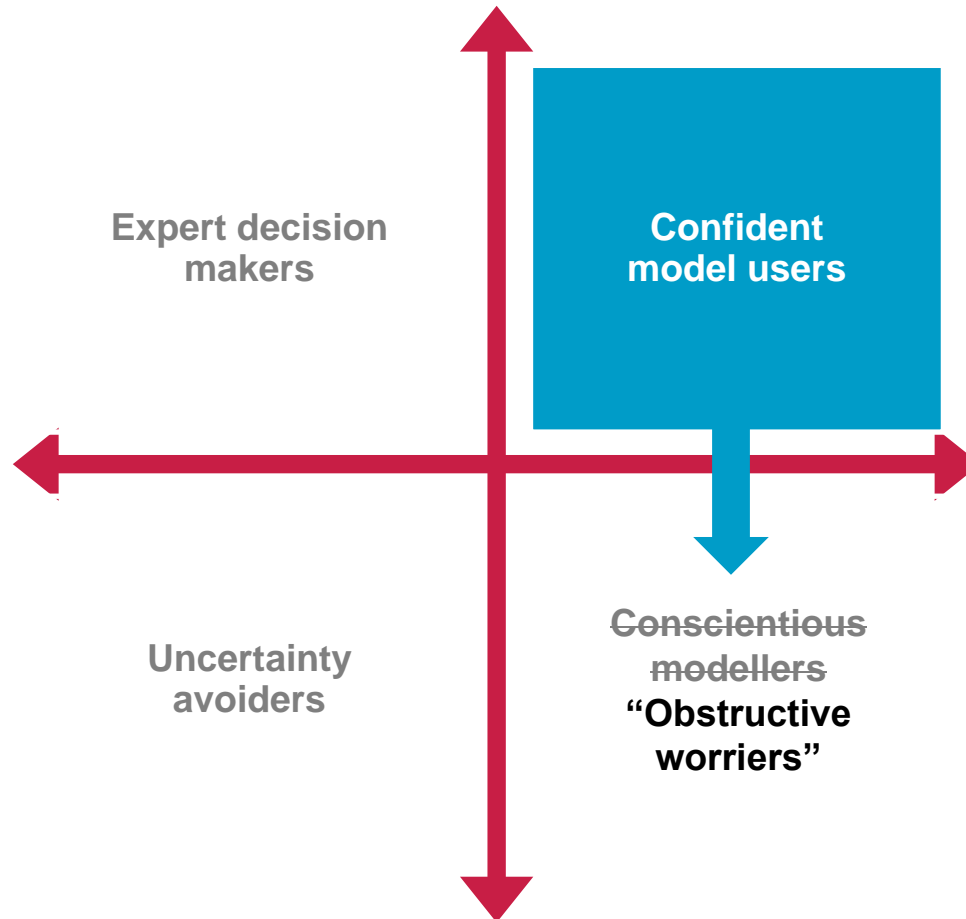 Expert decision
makers
Confident
model users
Uncertainty
avoiders
Conscientious
modellers
“Obstructive
worriers”